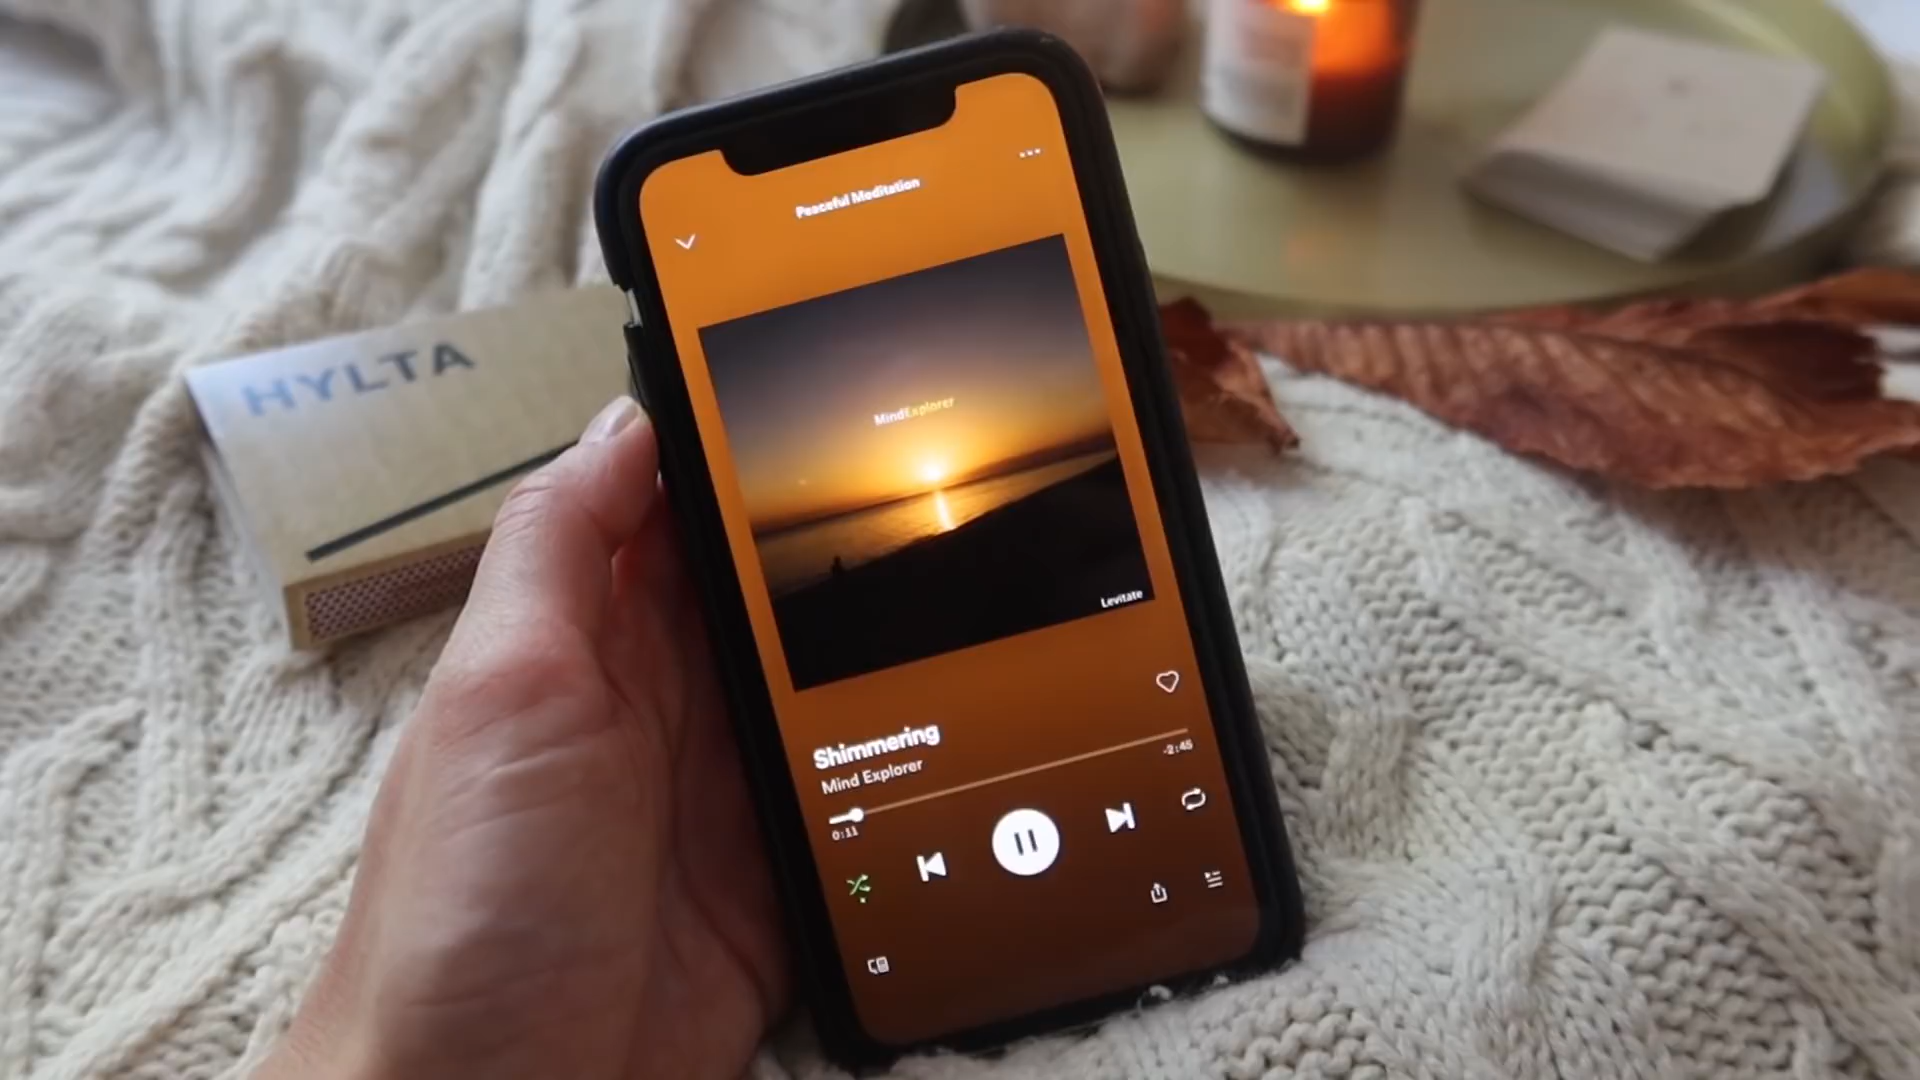 Peaceful Meditation
HYLTA
MindExplorer
Levitate
Shimmering
Mind Explorer
0:11
-2:45